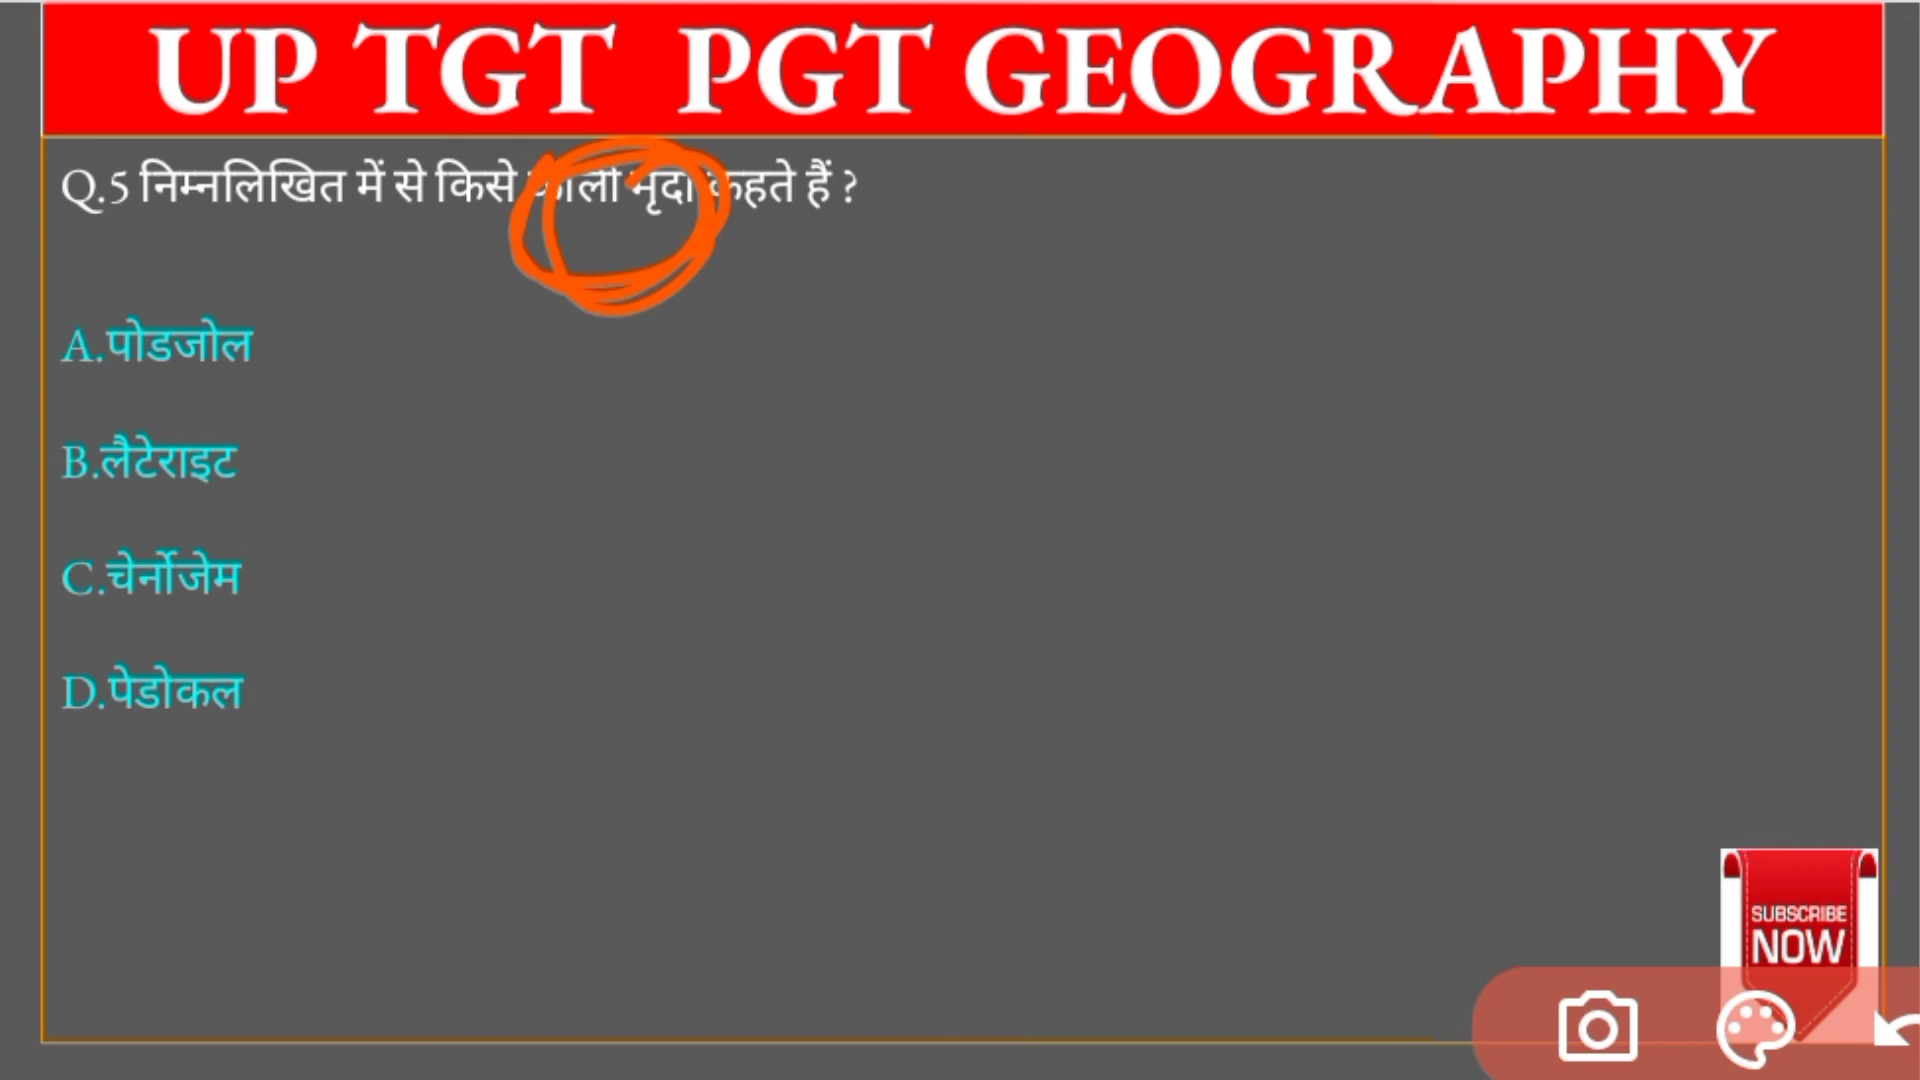 UP TGT PGT GEOGRAPHY
Q.5 निम्नलिखित में से किसे काली मृदा कहते हैं ?
A.पोडजोल
B.लैटेराइट
C.चेर्नोजेम
D.पेडोकल
SUBSCRIBE
NOW